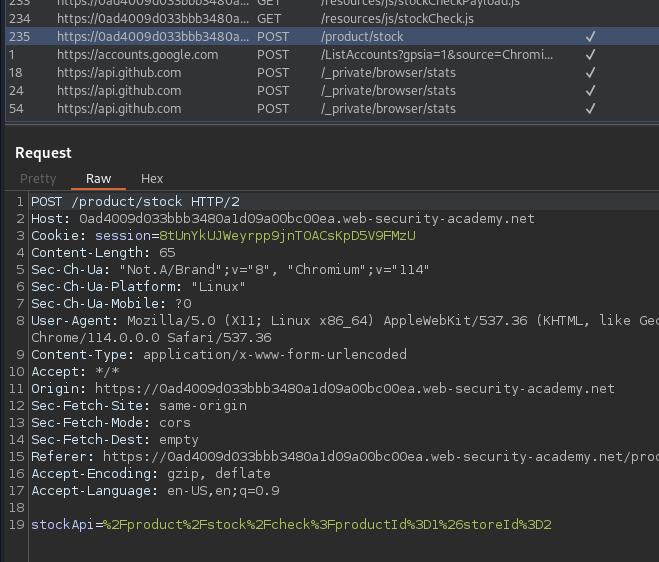 233 https://0ad4009d033bbb3480a... GET /resources/js/stockCheckPayload.js
234 https://0ad4009d033bbb3480a... GET /resources/js/stockCheck.js
235 https://0ad4009d033bbb3480a... POST /product/stock ✓
1 https://accounts.google.com POST /ListAccounts?gpsia=1&source=Chromi... ✓
18 https://api.github.com POST /_private/browser/stats ✓
24 https://api.github.com POST /_private/browser/stats ✓
54 https://api.github.com POST /_private/browser/stats ✓
Request
Pretty Raw Hex
1 POST /product/stock HTTP/2
2 Host: 0ad4009d033bbb3480a1d09a00bc00ea.web-security-academy.net
3 Cookie: session=8tUnYkUJWeyrpp9jnTOACsKpD5V9FMzU
4 Content-Length: 65
5 Sec-Ch-Ua: "Not.A/Brand";v="8", "Chromium";v="114"
6 Sec-Ch-Ua-Platform: "Linux"
7 Sec-Ch-Ua-Mobile: ?0
8 User-Agent: Mozilla/5.0 (X11; Linux x86_64) AppleWebKit/537.36 (KHTML, like Gec
Chrome/114.0.0.0 Safari/537.36
9 Content-Type: application/x-www-form-urlencoded
10 Accept: */*
11 Origin: https://0ad4009d033bbb3480a1d09a00bc00ea.web-security-academy.net
12 Sec-Fetch-Site: same-origin
13 Sec-Fetch-Mode: cors
14 Sec-Fetch-Dest: empty
15 Referer: https://0ad4009d033bbb3480a1d09a00bc00ea.web-security-academy.net/prod
16 Accept-Encoding: gzip, deflate
17 Accept-Language: en-US,en;q=0.9
18
19 stockApi=%2Fproduct%2Fstock%2Fcheck%3FproductId%3D1%26storeId%3D2